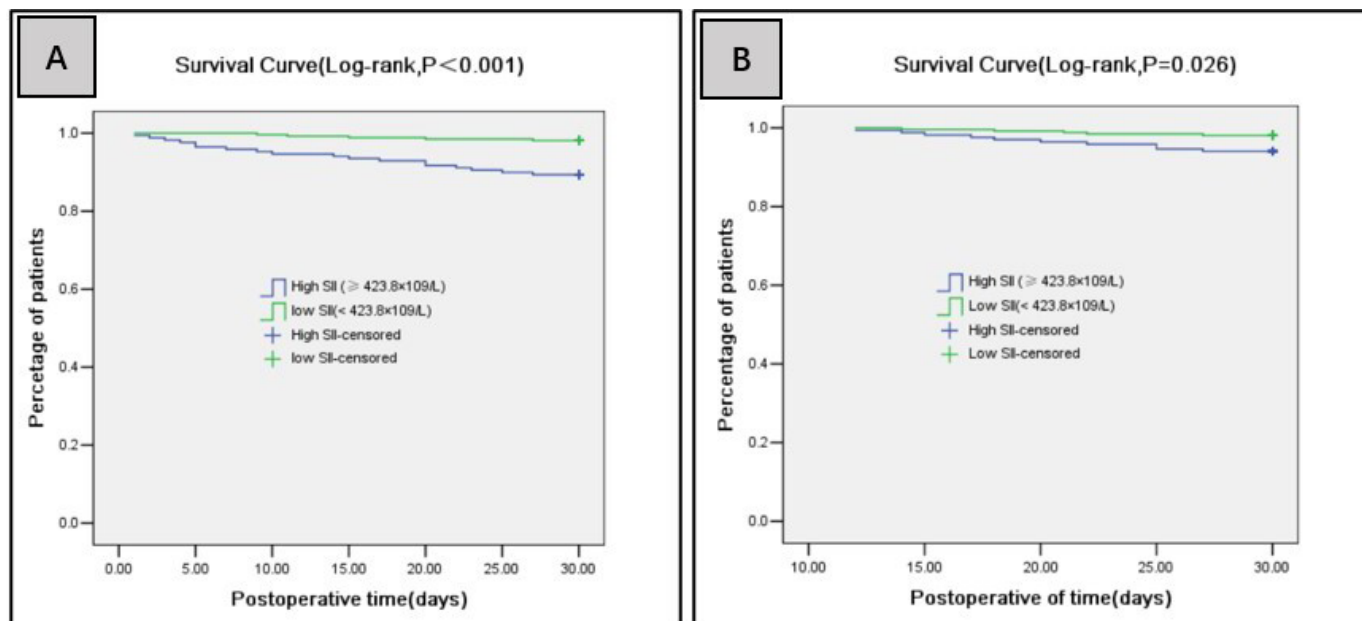 A
Survival Curve(Log-rank,P<0.001)
Percetage of patients
1.0
0.8
0.6
0.4
0.2
0.0
High SII (≥ 423.8×109/L)
low SII(< 423.8×109/L)
High SII-censored
low SII-censored
0.00 5.00 10.00 15.00 20.00 25.00 30.00
Postoperative time(days)
B
Survival Curve(Log-rank,P=0.026)
Percentage of patients
1.0
0.8
0.6
0.4
0.2
0.0
High SII (≥ 423.8×109/L)
Low SII(< 423.8×109/L)
High SII-censored
Low SII-censored
10.00 15.00 20.00 25.00 30.00
Postoperative of time(days)